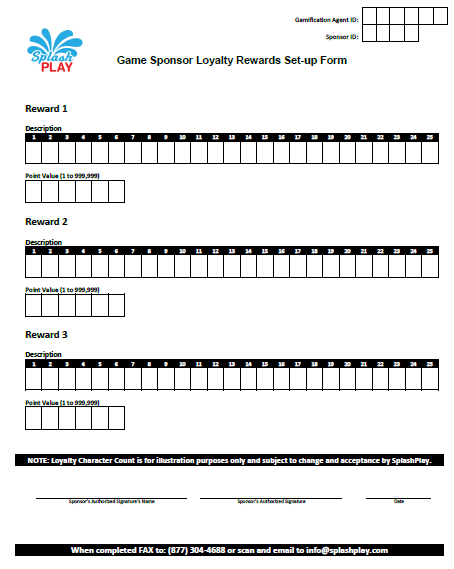 Gamification Agent ID:
Sponsor ID:
Splash
PLAY
Game Sponsor Loyalty Rewards Set-up Form
Reward 1
Description
1 2 3 4 5 6 7 8 9 10 11 12 13 14 15 16 17 18 19 20 21 22 23 24 25
Point Value (1 to 999,999)
Reward 2
Description
1 2 3 4 5 6 7 8 9 10 11 12 13 14 15 16 17 18 19 20 21 22 23 24 25
Point Value (1 to 999,999)
Reward 3
Description
1 2 3 4 5 6 7 8 9 10 11 12 13 14 15 16 17 18 19 20 21 22 23 24 25
Point Value (1 to 999,999)
NOTE: Loyalty Character Count is for illustration purposes only and subject to change and acceptance by SplashPlay.
Sponsor's Authorized Signature's Name Sponsor's Authorized Signature Date
When completed FAX to: (877) 304-4688 or scan and email to info@splashplay.com